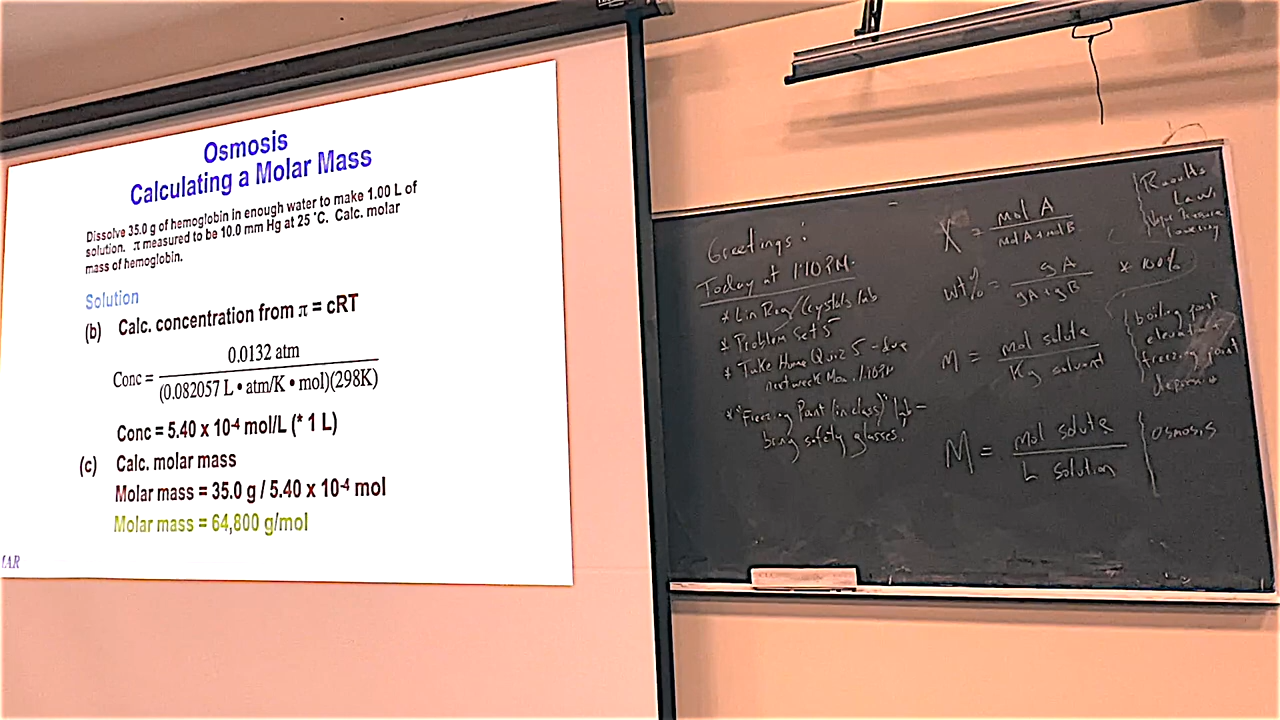 Osmosis
Calculating a Molar Mass
Dissolve 35.0 g of hemoglobin in enough water to make 1.00 L of
solution. π measured to be 10.0 mm Hg at 25 ˚C. Calc. molar
mass of hemoglobin.
Solution
(b) Calc. concentration from π = cRT
Conc = 0.0132 atm / (0.082057 L • atm/K • mol)(298K)
Conc = 5.40 x 10⁻⁴ mol/L (* 1 L)
(c) Calc. molar mass
Molar mass = 35.0 g / 5.40 x 10⁻⁴ mol
Molar mass = 64,800 g/mol
Greetings:
Today at 1:10 PM.
* Lin Reg/Crystals lab
* Problem Set 5
* Take Home Quiz 5 - due
next week Mon. 1:10PM
* "Freezing Point (in class)" lab -
bring safety glasses.
X = mol A / mol A + mol B
wt% = g A / gA + gB * 100%
m = mol solute / Kg solvent
M = mol solute / L solution
Raoults
Law
Vapor Pressure
lowering
boiling point
elevation
freezing point
osmosis